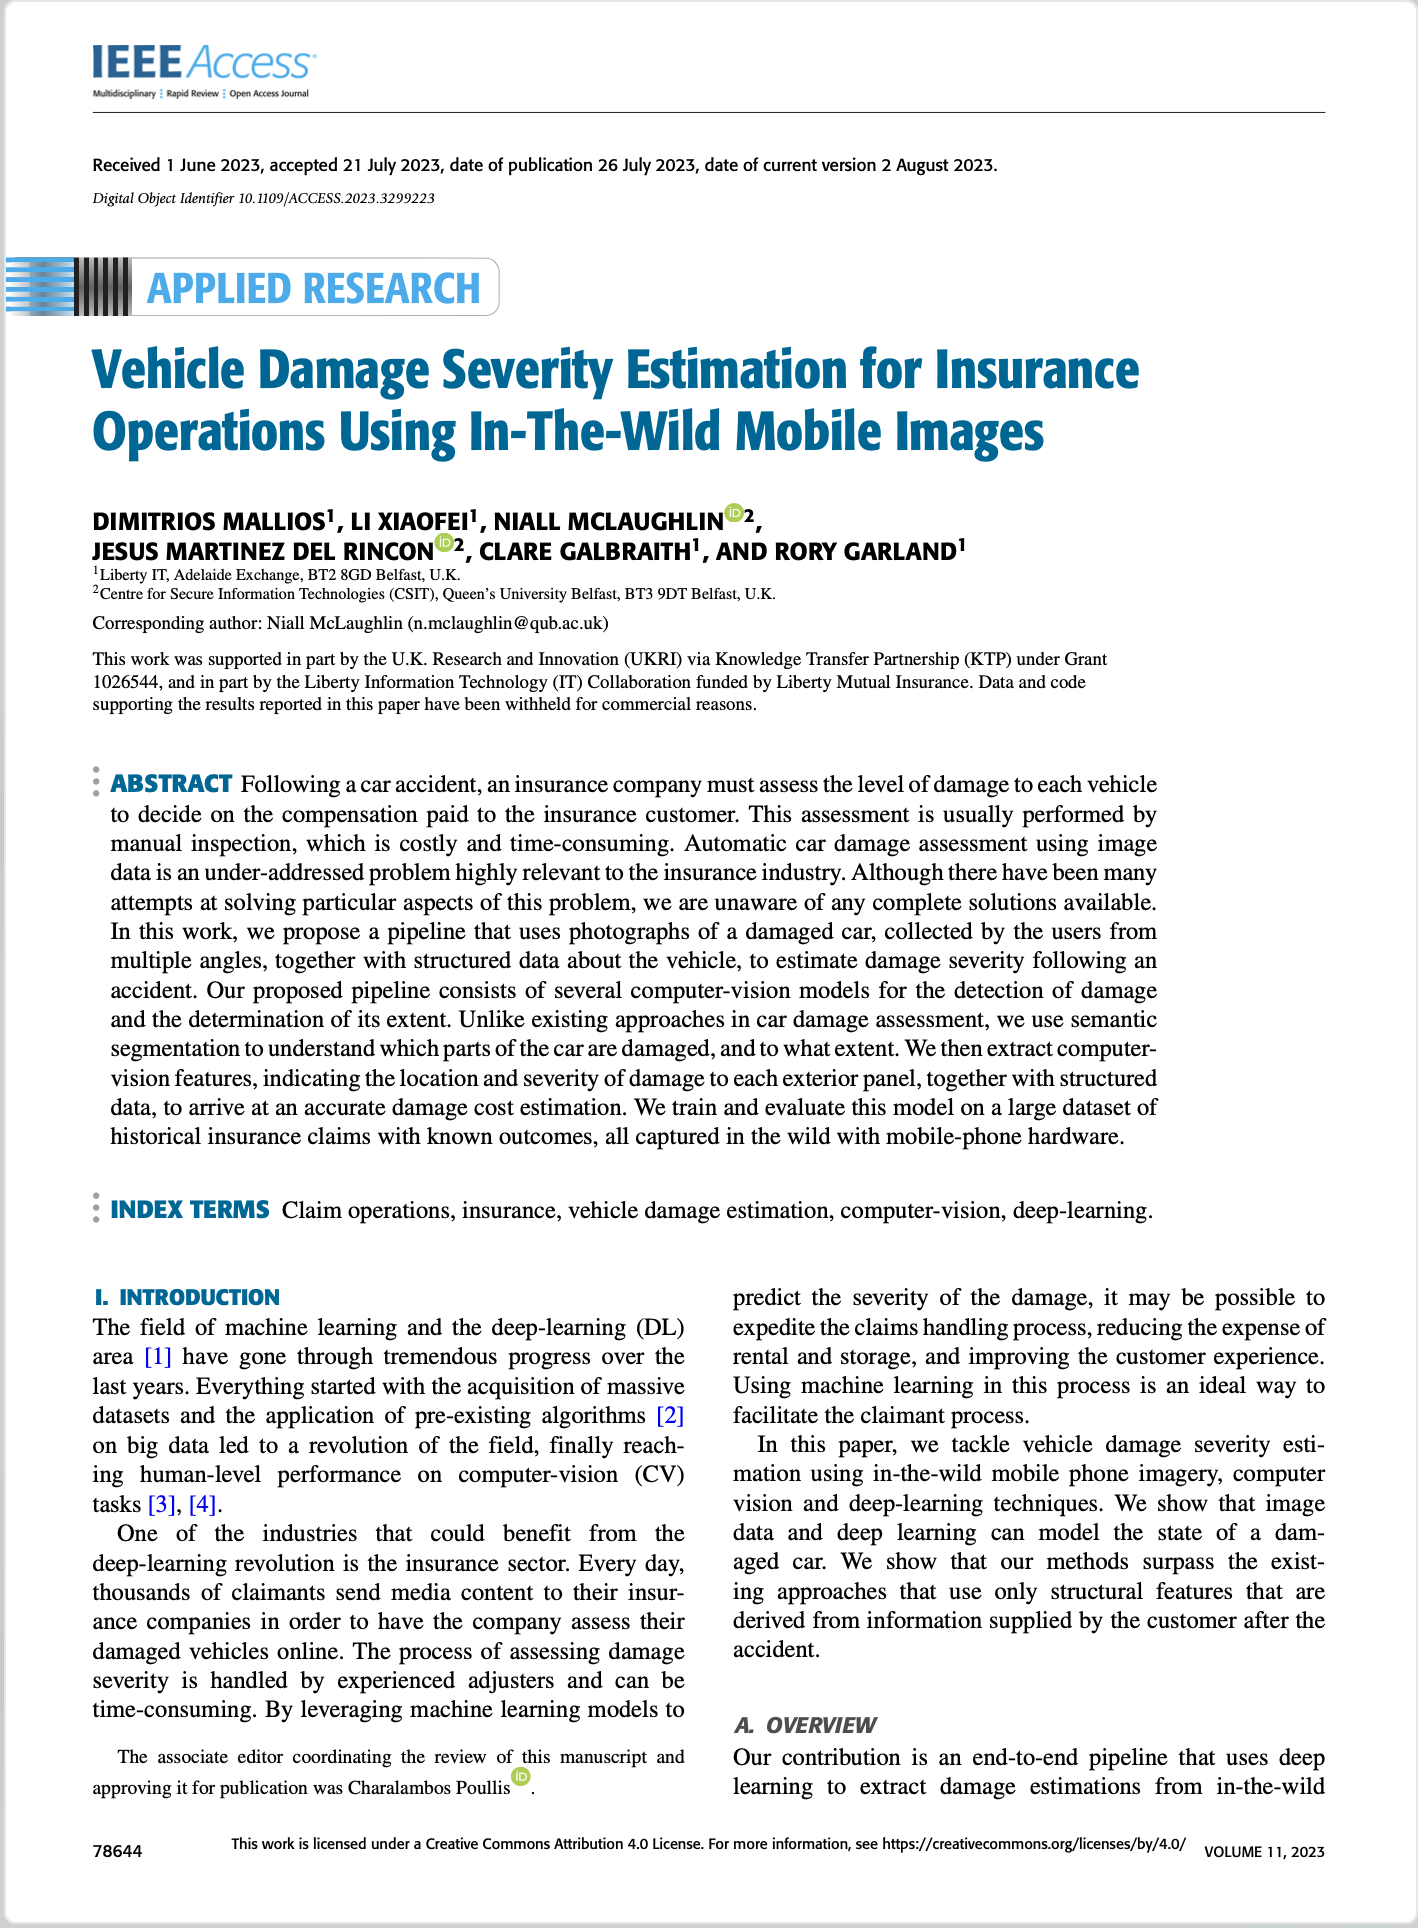 IEEE Access
Multidisciplinary Rapid Review Open Access Journal
Received 1 June 2023, accepted 21 July 2023, date of publication 26 July 2023, date of current version 2 August 2023.
Digital Object Identifier 10.1109/ACCESS.2023.3299223
APPLIED RESEARCH
Vehicle Damage Severity Estimation for Insurance
Operations Using In-The-Wild Mobile Images
DIMITRIOS MALLIOS1, LI XIAOFEI1, NIALL MCLAUGHLIN iD 2,
JESUS MARTINEZ DEL RINCON iD 2, CLARE GALBRAITH1, AND RORY GARLAND1
1Liberty IT, Adelaide Exchange, BT2 8GD Belfast, U.K.
2Centre for Secure Information Technologies (CSIT), Queen's University Belfast, BT3 9DT Belfast, U.K.
Corresponding author: Niall McLaughlin (n.mclaughlin@qub.ac.uk)
This work was supported in part by the U.K. Research and Innovation (UKRI) via Knowledge Transfer Partnership (KTP) under Grant
1026544, and in part by the Liberty Information Technology (IT) Collaboration funded by Liberty Mutual Insurance. Data and code
supporting the results reported in this paper have been withheld for commercial reasons.
ABSTRACT Following a car accident, an insurance company must assess the level of damage to each vehicle
to decide on the compensation paid to the insurance customer. This assessment is usually performed by
manual inspection, which is costly and time-consuming. Automatic car damage assessment using image
data is an under-addressed problem highly relevant to the insurance industry. Although there have been many
attempts at solving particular aspects of this problem, we are unaware of any complete solutions available.
In this work, we propose a pipeline that uses photographs of a damaged car, collected by the users from
multiple angles, together with structured data about the vehicle, to estimate damage severity following an
accident. Our proposed pipeline consists of several computer-vision models for the detection of damage
and the determination of its extent. Unlike existing approaches in car damage assessment, we use semantic
segmentation to understand which parts of the car are damaged, and to what extent. We then extract computer-
vision features, indicating the location and severity of damage to each exterior panel, together with structured
data, to arrive at an accurate damage cost estimation. We train and evaluate this model on a large dataset of
historical insurance claims with known outcomes, all captured in the wild with mobile-phone hardware.
INDEX TERMS Claim operations, insurance, vehicle damage estimation, computer-vision, deep-learning.
I. INTRODUCTION
The field of machine learning and the deep-learning (DL)
area [1] have gone through tremendous progress over the
last years. Everything started with the acquisition of massive
datasets and the application of pre-existing algorithms [2]
on big data led to a revolution of the field, finally reach-
ing human-level performance on computer-vision (CV)
tasks [3], [4].
One of the industries that could benefit from the
deep-learning revolution is the insurance sector. Every day,
thousands of claimants send media content to their insur-
ance companies in order to have the company assess their
damaged vehicles online. The process of assessing damage
severity is handled by experienced adjusters and can be
time-consuming. By leveraging machine learning models to
The associate editor coordinating the review of this manuscript and
approving it for publication was Charalambos Poullis iD .
predict the severity of the damage, it may be possible to
expedite the claims handling process, reducing the expense of
rental and storage, and improving the customer experience.
Using machine learning in this process is an ideal way to
facilitate the claimant process.
In this paper, we tackle vehicle damage severity esti-
mation using in-the-wild mobile phone imagery, computer
vision and deep-learning techniques. We show that image
data and deep learning can model the state of a dam-
aged car. We show that our methods surpass the exist-
ing approaches that use only structural features that are
derived from information supplied by the customer after the
accident.
A. OVERVIEW
Our contribution is an end-to-end pipeline that uses deep
learning to extract damage estimations from in-the-wild
78644
This work is licensed under a Creative Commons Attribution 4.0 License. For more information, see https://creativecommons.org/licenses/by/4.0/
VOLUME 11, 2023